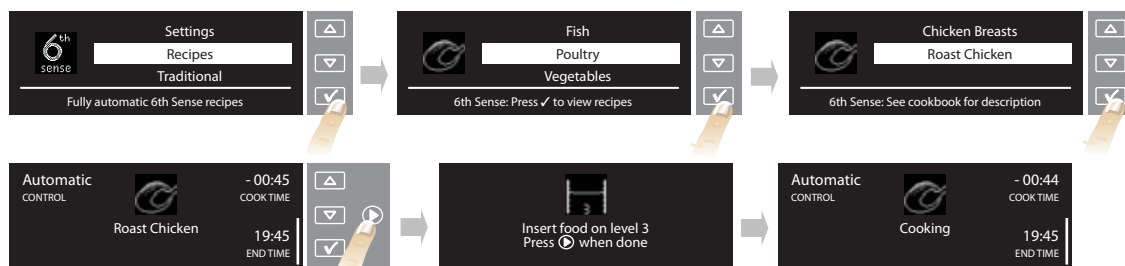 6th
sense
Settings
Recipes
Traditional
Fully automatic 6th Sense recipes
Fish
Poultry
Vegetables
6th Sense: Press ✓ to view recipes
Chicken Breasts
Roast Chicken
6th Sense: See cookbook for description
Automatic
CONTROL
Roast Chicken
- 00:45
COOK TIME
19:45
END TIME
3
Insert food on level 3
Press ▶ when done
Automatic
CONTROL
Cooking
- 00:44
COOK TIME
19:45
END TIME